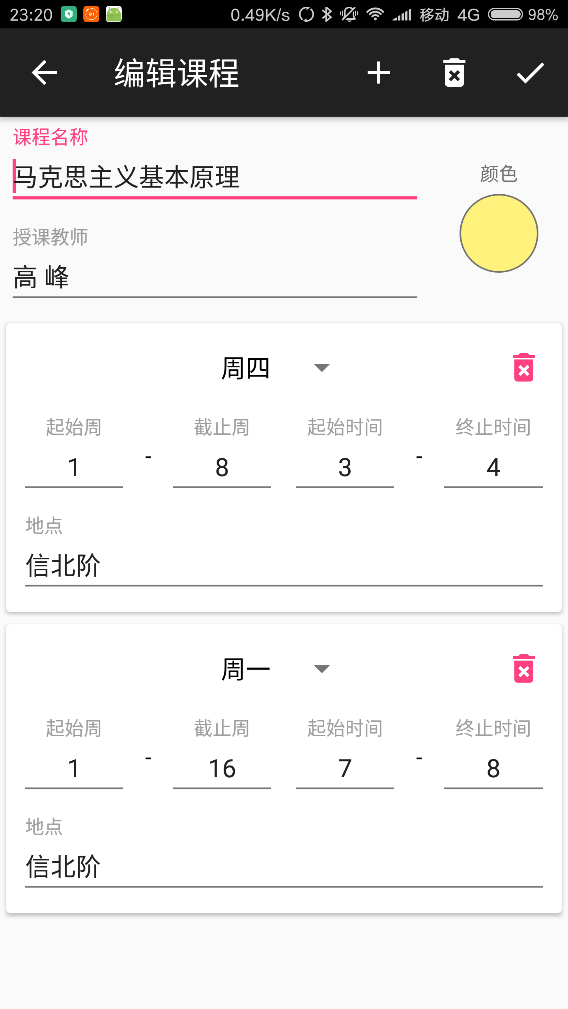 23:20 0.49K/s 移动 4G 98%
编辑课程
课程名称
马克思主义基本原理
颜色
授课教师
高 峰
周四
起始周 截止周 起始时间 终止时间
1 - 8 3 - 4
地点
信北阶
周一
起始周 截止周 起始时间 终止时间
1 - 16 7 - 8
地点
信北阶